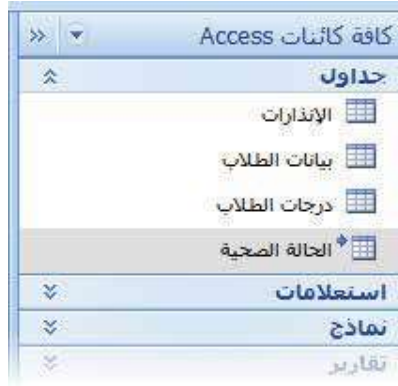 كافة كائنات Access
جداول
الإنذارات
بيانات الطلاب
درجات الطلاب
الحالة الصحية
استعلامات
نماذج
تقارير